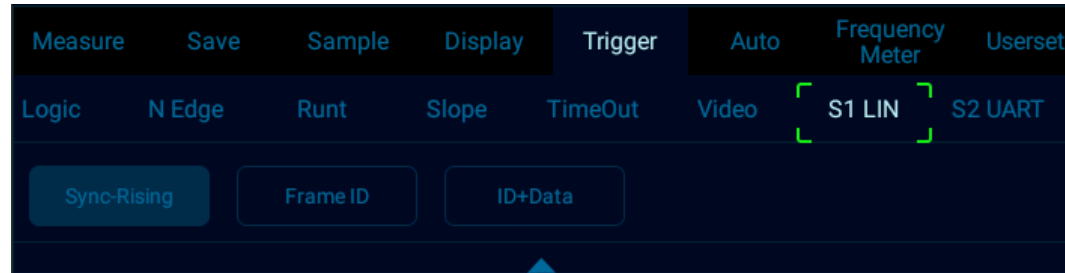 Measure Save Sample Display Trigger Auto Frequency Meter Userset
Logic N Edge Runt Slope TimeOut Video S1 LIN S2 UART
Sync-Rising Frame ID ID+Data